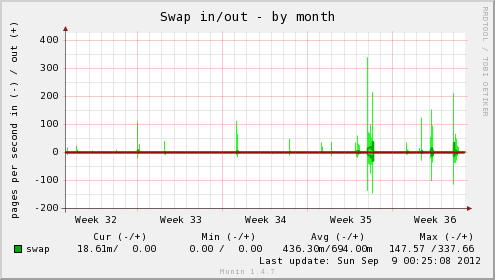 Swap in/out - by month
RRDTOOL / TOBI OETIKER
pages per second in (-) / out (+)
400
300
200
100
0
-100
-200
Week 32 Week 33 Week 34 Week 35 Week 36
Cur (-/+) Min (-/+) Avg (-/+) Max (-/+)
swap 18.61m/ 0.00 0.00 / 0.00 436.30m/694.00m 147.57 /337.66
Last update: Sun Sep 9 00:25:08 2012
Munin 1.4.7